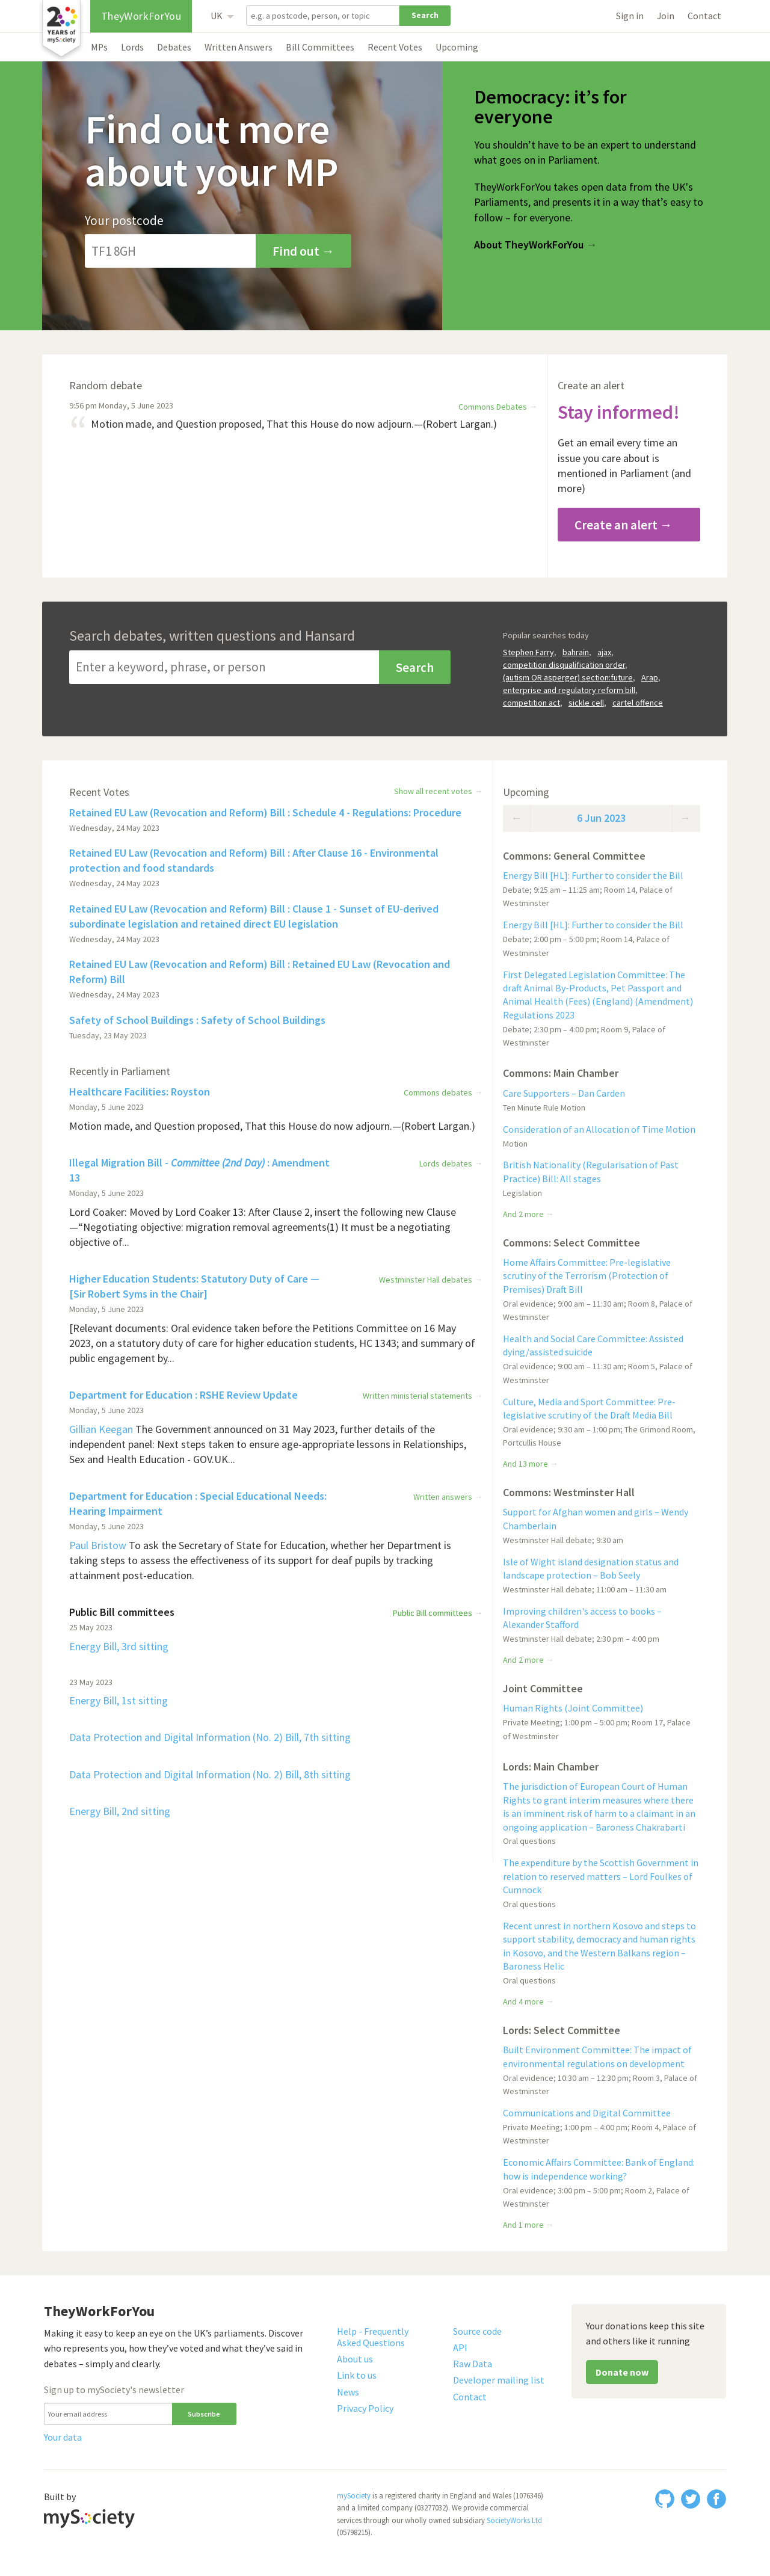 20
YEARS of
mySociety
TheyWorkForYou
UK
e.g. a postcode, person, or topic
Search
Sign in
Join
Contact
MPs
Lords
Debates
Written Answers
Bill Committees
Recent Votes
Upcoming
Find out more
about your MP
Your postcode
TF1 8GH
Find out →
Democracy: it’s for
everyone
You shouldn’t have to be an expert to understand
what goes on in Parliament.
TheyWorkForYou takes open data from the UK's
Parliaments, and presents it in a way that’s easy to
follow – for everyone.
About TheyWorkForYou →
Random debate
9:56 pm Monday, 5 June 2023
Commons Debates →
“ Motion made, and Question proposed, That this House do now adjourn.—(Robert Largan.)
Create an alert
Stay informed!
Get an email every time an
issue you care about is
mentioned in Parliament (and
more)
Create an alert →
Search debates, written questions and Hansard
Enter a keyword, phrase, or person
Search
Popular searches today
Stephen Farry, bahrain, ajax,
competition disqualification order,
(autism OR asperger) section:future, Arap,
enterprise and regulatory reform bill,
competition act, sickle cell, cartel offence
Recent Votes
Show all recent votes →
Retained EU Law (Revocation and Reform) Bill : Schedule 4 - Regulations: Procedure
Wednesday, 24 May 2023
Retained EU Law (Revocation and Reform) Bill : After Clause 16 - Environmental
protection and food standards
Wednesday, 24 May 2023
Retained EU Law (Revocation and Reform) Bill : Clause 1 - Sunset of EU-derived
subordinate legislation and retained direct EU legislation
Wednesday, 24 May 2023
Retained EU Law (Revocation and Reform) Bill : Retained EU Law (Revocation and
Reform) Bill
Wednesday, 24 May 2023
Safety of School Buildings : Safety of School Buildings
Tuesday, 23 May 2023
Recently in Parliament
Healthcare Facilities: Royston
Commons debates →
Monday, 5 June 2023
Motion made, and Question proposed, That this House do now adjourn.—(Robert Largan.)
Illegal Migration Bill - Committee (2nd Day) : Amendment
13
Lords debates →
Monday, 5 June 2023
Lord Coaker: Moved by Lord Coaker 13: After Clause 2, insert the following new Clause
—“Negotiating objective: migration removal agreements(1) It must be a negotiating
objective of...
Higher Education Students: Statutory Duty of Care —
[Sir Robert Syms in the Chair]
Westminster Hall debates →
Monday, 5 June 2023
[Relevant documents: Oral evidence taken before the Petitions Committee on 16 May
2023, on a statutory duty of care for higher education students, HC 1343; and summary of
public engagement by...
Department for Education : RSHE Review Update
Written ministerial statements →
Monday, 5 June 2023
Gillian Keegan The Government announced on 31 May 2023, further details of the
independent panel: Next steps taken to ensure age-appropriate lessons in Relationships,
Sex and Health Education - GOV.UK...
Department for Education : Special Educational Needs:
Hearing Impairment
Written answers →
Monday, 5 June 2023
Paul Bristow To ask the Secretary of State for Education, whether her Department is
taking steps to assess the effectiveness of its support for deaf pupils by tracking
attainment post-education.
Public Bill committees
Public Bill committees →
25 May 2023
Energy Bill, 3rd sitting
23 May 2023
Energy Bill, 1st sitting
Data Protection and Digital Information (No. 2) Bill, 7th sitting
Data Protection and Digital Information (No. 2) Bill, 8th sitting
Energy Bill, 2nd sitting
Upcoming
← 6 Jun 2023 →
Commons: General Committee
Energy Bill [HL]: Further to consider the Bill
Debate; 9:25 am – 11:25 am; Room 14, Palace of
Westminster
Energy Bill [HL]: Further to consider the Bill
Debate; 2:00 pm – 5:00 pm; Room 14, Palace of
Westminster
First Delegated Legislation Committee: The
draft Animal By-Products, Pet Passport and
Animal Health (Fees) (England) (Amendment)
Regulations 2023
Debate; 2:30 pm – 4:00 pm; Room 9, Palace of
Westminster
Commons: Main Chamber
Care Supporters – Dan Carden
Ten Minute Rule Motion
Consideration of an Allocation of Time Motion
Motion
British Nationality (Regularisation of Past
Practice) Bill: All stages
Legislation
And 2 more →
Commons: Select Committee
Home Affairs Committee: Pre-legislative
scrutiny of the Terrorism (Protection of
Premises) Draft Bill
Oral evidence; 9:00 am – 11:30 am; Room 8, Palace of
Westminster
Health and Social Care Committee: Assisted
dying/assisted suicide
Oral evidence; 9:00 am – 11:30 am; Room 5, Palace of
Westminster
Culture, Media and Sport Committee: Pre-
legislative scrutiny of the Draft Media Bill
Oral evidence; 9:30 am – 1:00 pm; The Grimond Room,
Portcullis House
And 13 more →
Commons: Westminster Hall
Support for Afghan women and girls – Wendy
Chamberlain
Westminster Hall debate; 9:30 am
Isle of Wight island designation status and
landscape protection – Bob Seely
Westminster Hall debate; 11:00 am – 11:30 am
Improving children's access to books –
Alexander Stafford
Westminster Hall debate; 2:30 pm – 4:00 pm
And 2 more →
Joint Committee
Human Rights (Joint Committee)
Private Meeting; 1:00 pm – 5:00 pm; Room 17, Palace
of Westminster
Lords: Main Chamber
The jurisdiction of European Court of Human
Rights to grant interim measures where there
is an imminent risk of harm to a claimant in an
ongoing application – Baroness Chakrabarti
Oral questions
The expenditure by the Scottish Government in
relation to reserved matters – Lord Foulkes of
Cumnock
Oral questions
Recent unrest in northern Kosovo and steps to
support stability, democracy and human rights
in Kosovo, and the Western Balkans region –
Baroness Helic
Oral questions
And 4 more →
Lords: Select Committee
Built Environment Committee: The impact of
environmental regulations on development
Oral evidence; 10:30 am – 12:30 pm; Room 3, Palace of
Westminster
Communications and Digital Committee
Private Meeting; 1:00 pm – 4:00 pm; Room 4, Palace of
Westminster
Economic Affairs Committee: Bank of England:
how is independence working?
Oral evidence; 3:00 pm – 5:00 pm; Room 2, Palace of
Westminster
And 1 more →
TheyWorkForYou
Making it easy to keep an eye on the UK’s parliaments. Discover
who represents you, how they’ve voted and what they’ve said in
debates – simply and clearly.
Sign up to mySociety's newsletter
Your email address
Subscribe
Your data
Help - Frequently
Asked Questions
About us
Link to us
News
Privacy Policy
Source code
API
Raw Data
Developer mailing list
Contact
Your donations keep this site
and others like it running
Donate now
Built by
mySociety
mySociety is a registered charity in England and Wales (1076346)
and a limited company (03277032). We provide commercial
services through our wholly owned subsidiary SocietyWorks Ltd
(05798215).